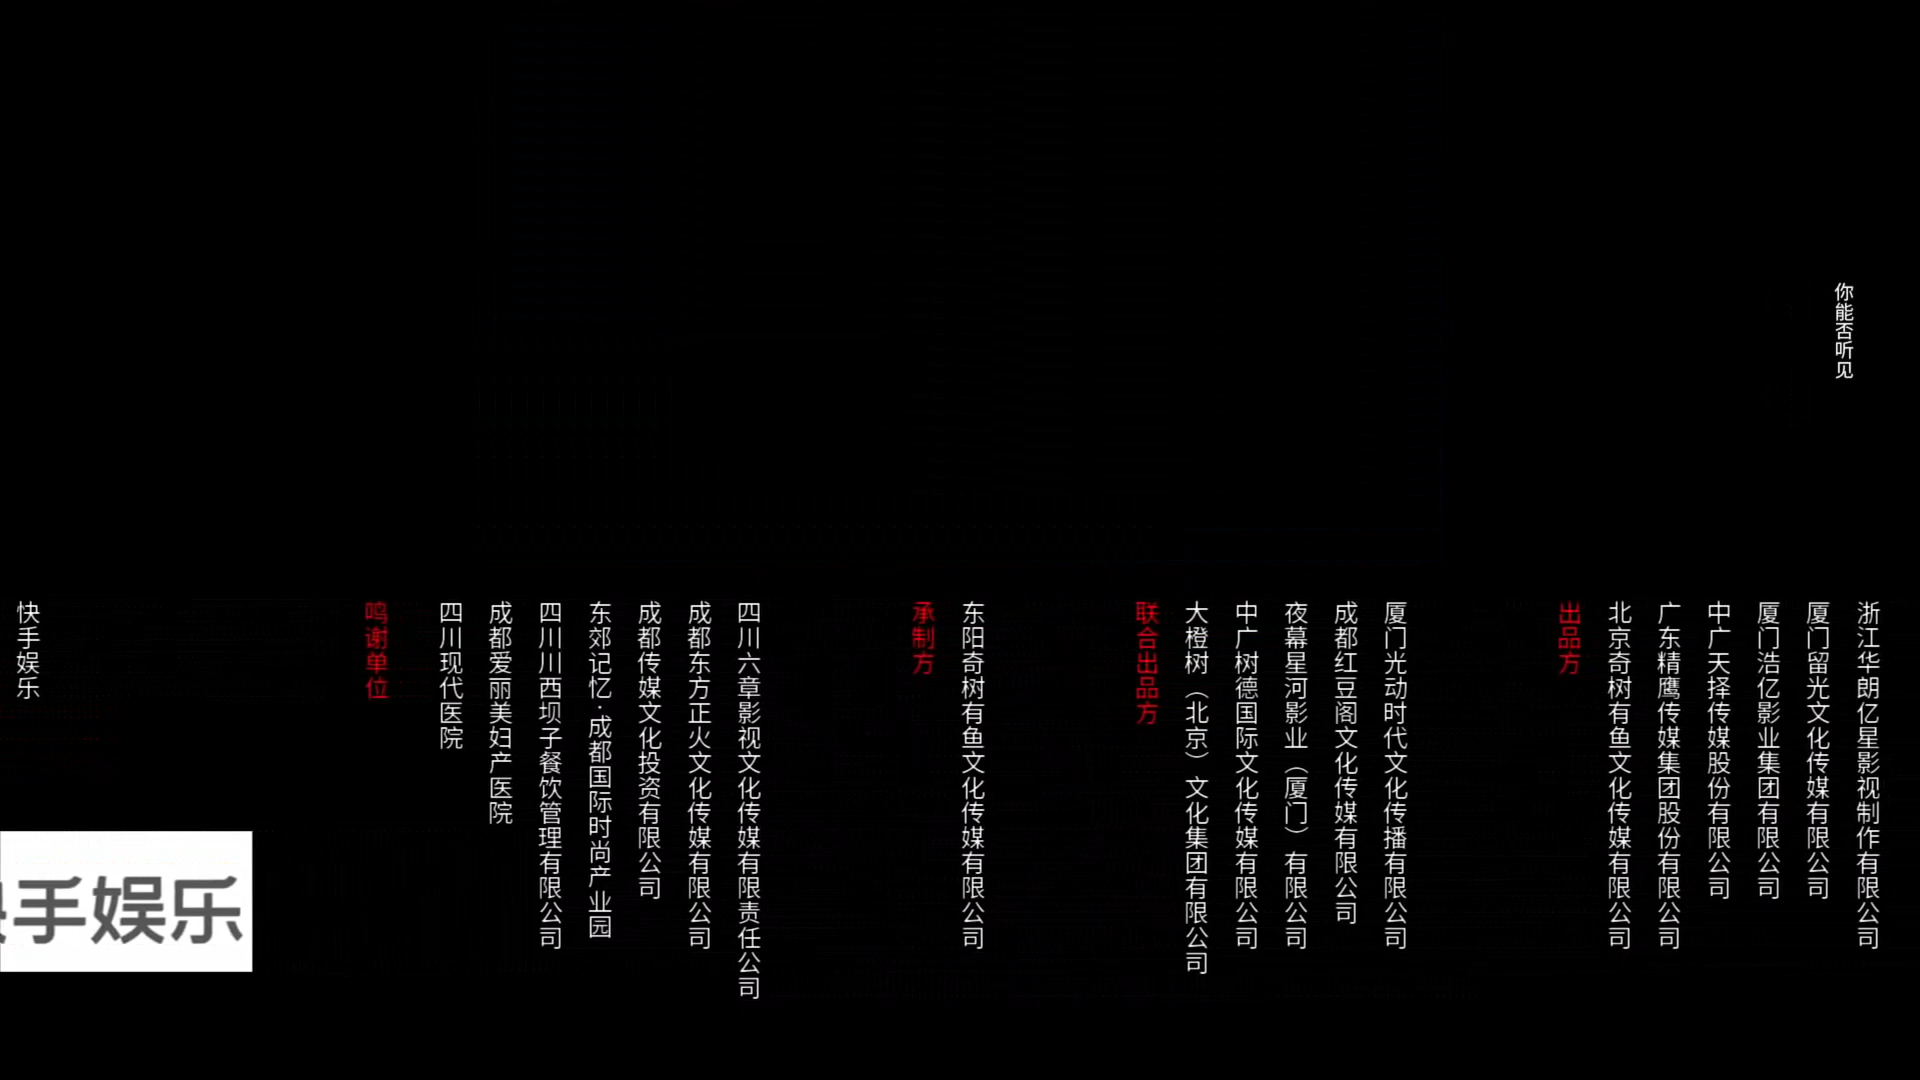 你能否听见
浙江华朗亿星影视制作有限公司
厦门留光文化传媒有限公司
厦门浩亿影业集团有限公司
中广天择传媒股份有限公司
广东精鹰传媒集团股份有限公司
北京奇树有鱼文化传媒有限公司
出品方
厦门光动时代文化传播有限公司
成都红豆阁文化传媒有限公司
夜幕星河影业（厦门）有限公司
中广树德国际文化传媒有限公司
大橙树（北京）文化集团有限公司
联合出品方
东阳奇树有鱼文化传媒有限公司
承制方
四川六章影视文化传媒有限责任公司
成都东方正火文化传媒有限公司
成都传媒文化投资有限公司
东郊记忆·成都国际时尚产业园
四川川西坝子餐饮管理有限公司
成都爱丽美妇产医院
四川现代医院
鸣谢单位
快手娱乐
快手娱乐